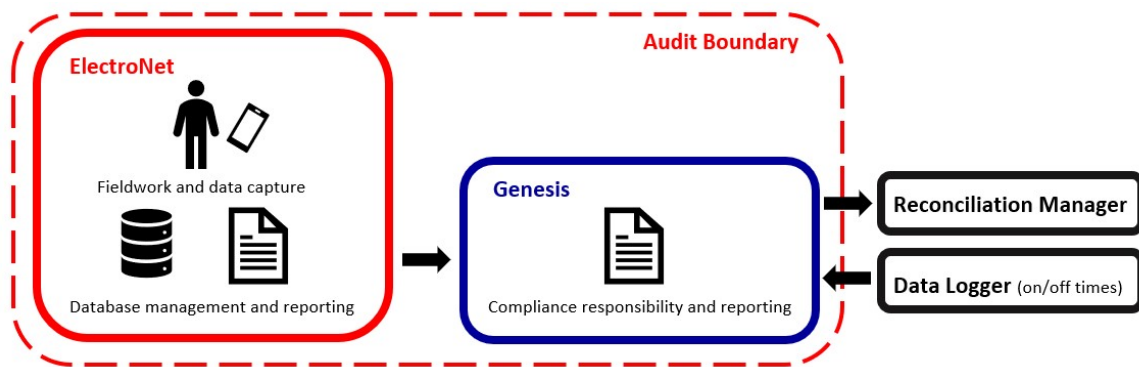 Audit Boundary
ElectroNet
Fieldwork and data capture
Database management and reporting
Genesis
Compliance responsibility and reporting
Reconciliation Manager
Data Logger (on/off times)